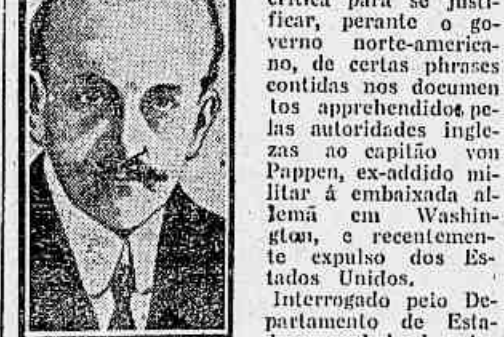 critica para se justi-
ficar, perante o go-
verno norte-america-
no, de certas phrases
contidas nos documen
tos apprehendidos pe-
las autoridades ingle-
zas ao capitão von
Pappen, ex-addido mi-
litar á embaixada al-
lemã em Washin-
gton, e recentemen-
te expulso dos Es-
tados Unidos.
Interrogado pelo De-
partamento de Esta-